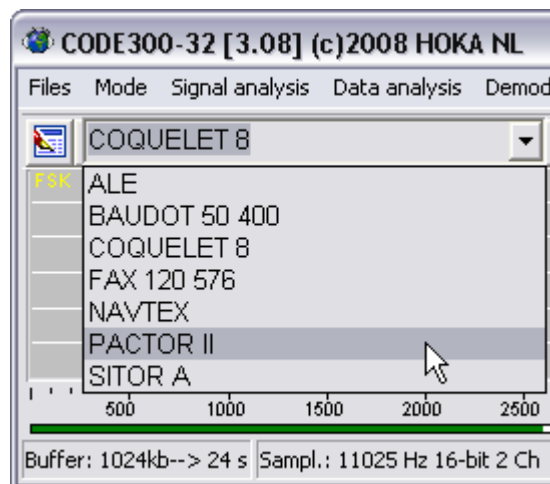 CODE300-32 [3.08] (c)2008 HOKA NL
Files Mode Signal analysis Data analysis Demod
COQUELET 8
FSK
ALE
BAUDOT 50 400
COQUELET 8
FAX 120 576
NAVTEX
PACTOR II
SITOR A
500 1000 1500 2000 2500
Buffer: 1024kb--> 24 s Sampl.: 11025 Hz 16-bit 2 Ch